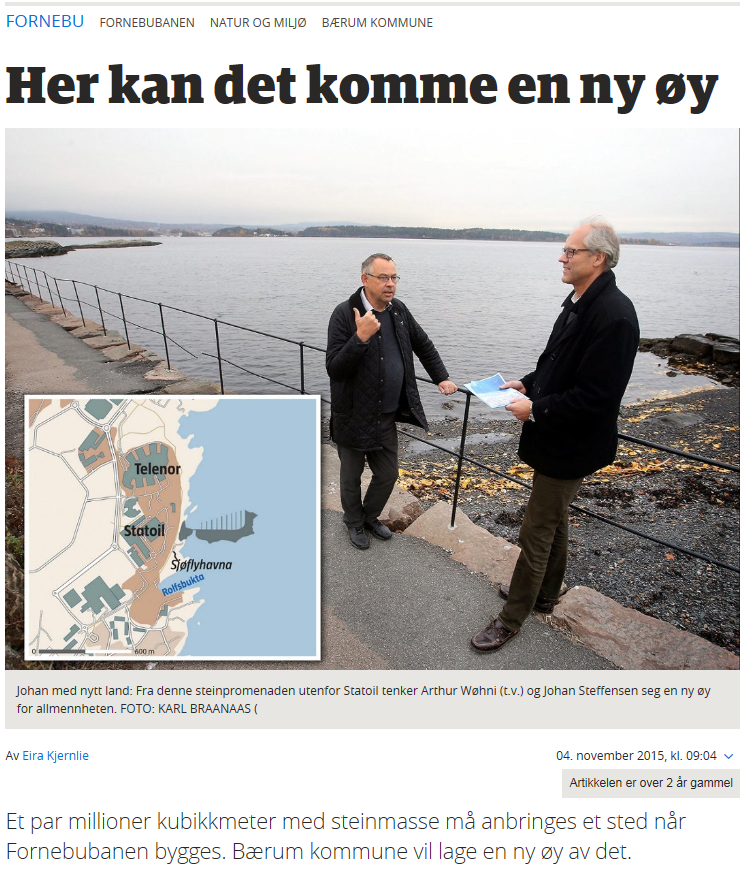 FORNEBU FORNEBUBANEN NATUR OG MILJØ BÆRUM KOMMUNE
Her kan det komme en ny øy
Telenor
Statoil
Sjøflyhavna
Rolfsbukta
0 600 m
Johan med nytt land: Fra denne steinpromenaden utenfor Statoil tenker Arthur Wøhni (t.v.) og Johan Steffensen seg en ny øy
for allmennheten. FOTO: KARL BRAANAAS (
Av Eira Kjernlie 04. november 2015, kl. 09:04
Artikkelen er over 2 år gammel
Et par millioner kubikkmeter med steinmasse må anbringes et sted når
Fornebubanen bygges. Bærum kommune vil lage en ny øy av det.